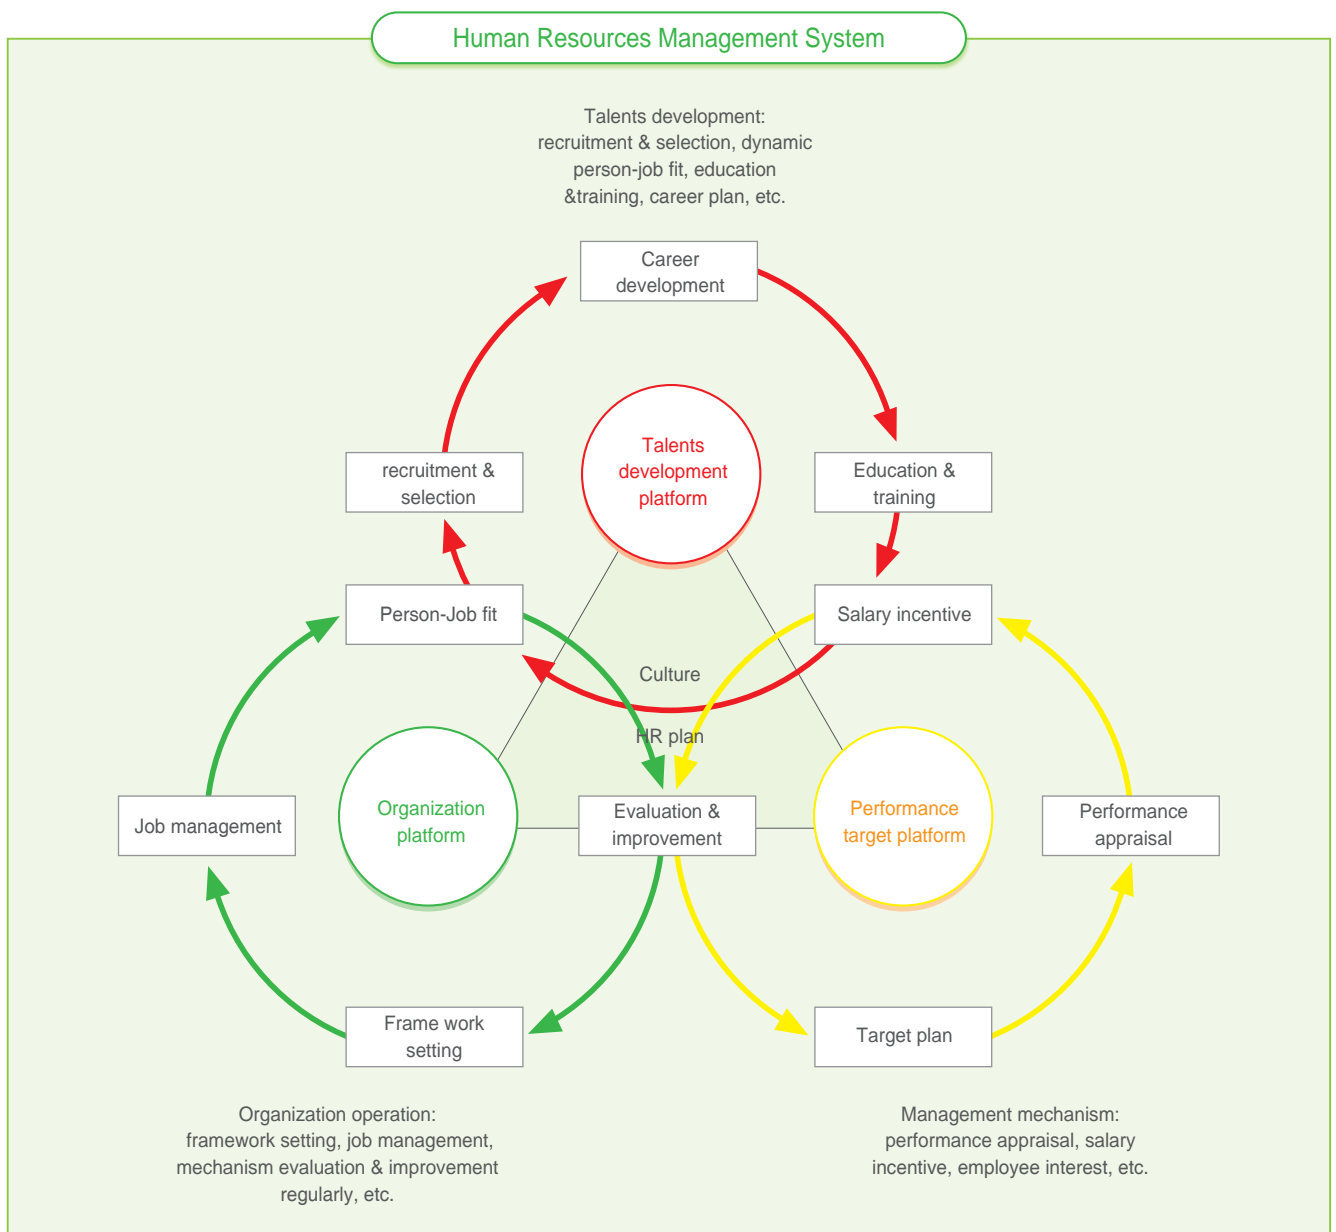 Human Resources Management System
Talents development:
recruitment & selection, dynamic
person-job fit, education
&training, career plan, etc.
Career
development
Talents
development
platform
recruitment &
selection
Education &
training
Person-Job fit
Salary incentive
Culture
HR plan
Organization
platform
Evaluation &
improvement
Performance
target platform
Job management
Performance
appraisal
Frame work
setting
Target plan
Organization operation:
framework setting, job management,
mechanism evaluation & improvement
regularly, etc.
Management mechanism:
performance appraisal, salary
incentive, employee interest, etc.